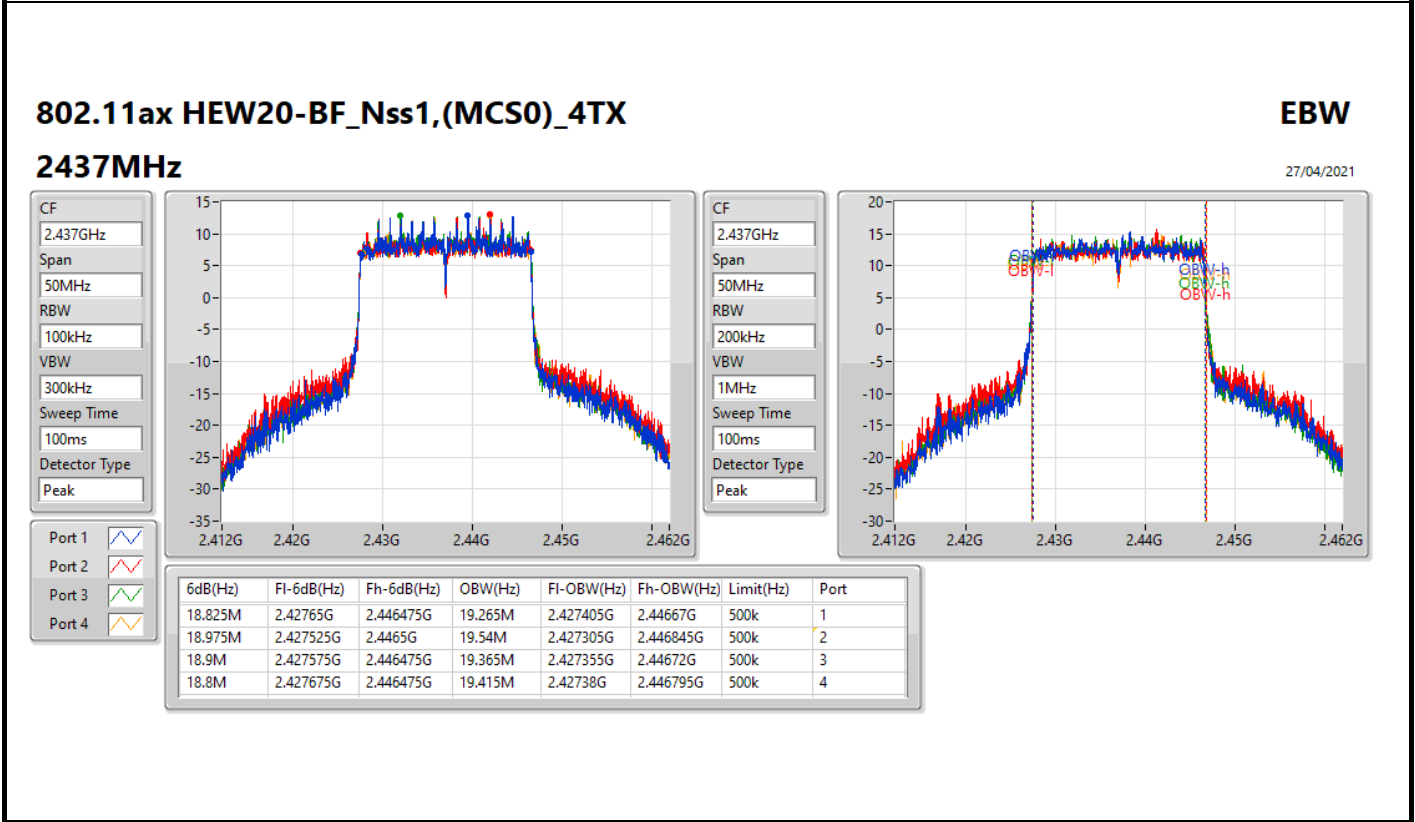 802.11ax HEW20-BF_Nss1,(MCS0)_4TX
EBW
2437MHz
27/04/2021
CF
2.437GHz
Span
50MHz
RBW
100kHz
VBW
300kHz
Sweep Time
100ms
Detector Type
Peak
15
10
5
0
-5
-10
-15
-20
-25
-30
-35
2.412G 2.42G 2.43G 2.44G 2.45G 2.462G
CF
2.437GHz
Span
50MHz
RBW
200kHz
VBW
1MHz
Sweep Time
100ms
Detector Type
Peak
20
15
10
5
0
-5
-10
-15
-20
-25
-30
OBW-l
OBW-h
OBW-h
OBW-h
2.412G 2.42G 2.43G 2.44G 2.45G 2.462G
Port 1
Port 2
Port 3
Port 4
6dB(Hz) Fl-6dB(Hz) Fh-6dB(Hz) OBW(Hz) Fl-OBW(Hz) Fh-OBW(Hz) Limit(Hz) Port
18.825M 2.42765G 2.446475G 19.265M 2.427405G 2.44667G 500k 1
18.975M 2.427525G 2.4465G 19.54M 2.427305G 2.446845G 500k 2
18.9M 2.427575G 2.446475G 19.365M 2.427355G 2.44672G 500k 3
18.8M 2.427675G 2.446475G 19.415M 2.42738G 2.446795G 500k 4